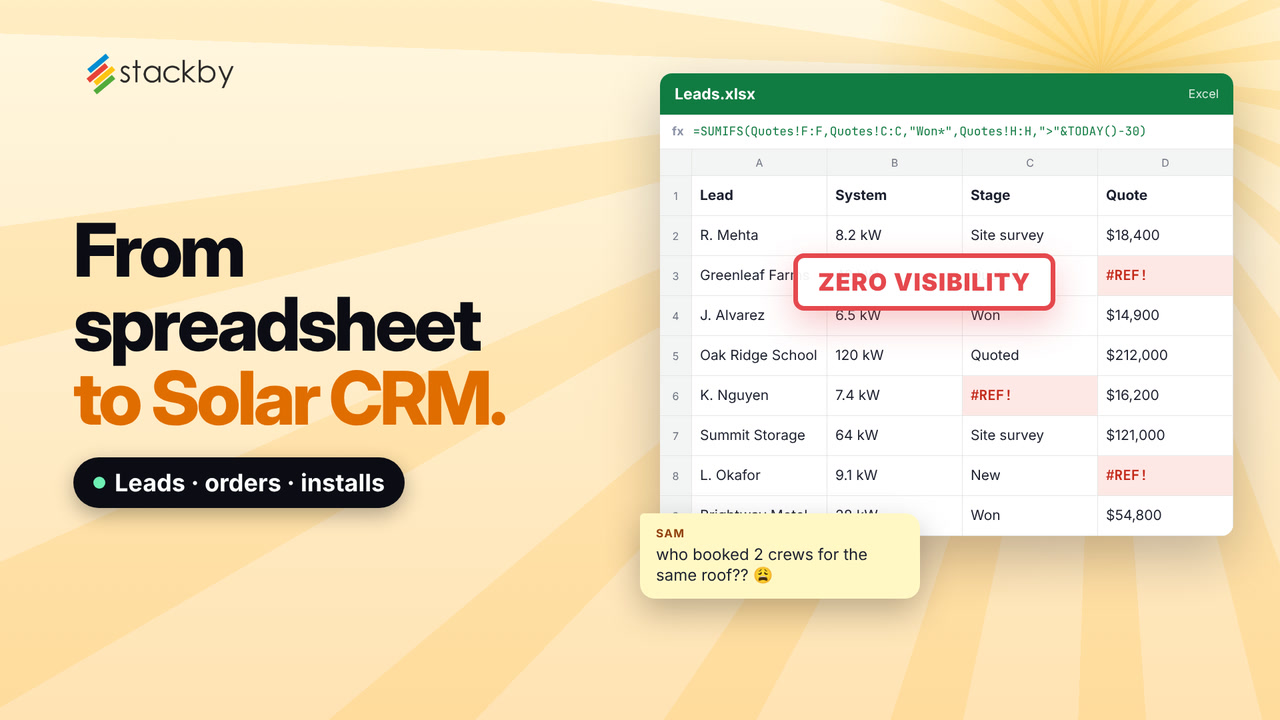 stackby
From
spreadsheet
to Solar CRM.
Leads · orders · installs
Leads.xlsx Excel
fx =SUMIFS(Quotes!F:F,Quotes!C:C,"Won*",Quotes!H:H,">"&TODAY()-30)
A B C D
1 Lead System Stage Quote
2 R. Mehta 8.2 kW Site survey $18,400
3 Greenleaf #REF!
ZERO VISIBILITY
4 J. Alvarez 6.5 kW Won $14,900
5 Oak Ridge School 120 kW Quoted $212,000
6 K. Nguyen 7.4 kW #REF! $16,200
7 Summit Storage 64 kW Site survey $121,000
8 L. Okafor 9.1 kW New #REF!
Won $54,800
SAM
who booked 2 crews for the
same roof?? 😩